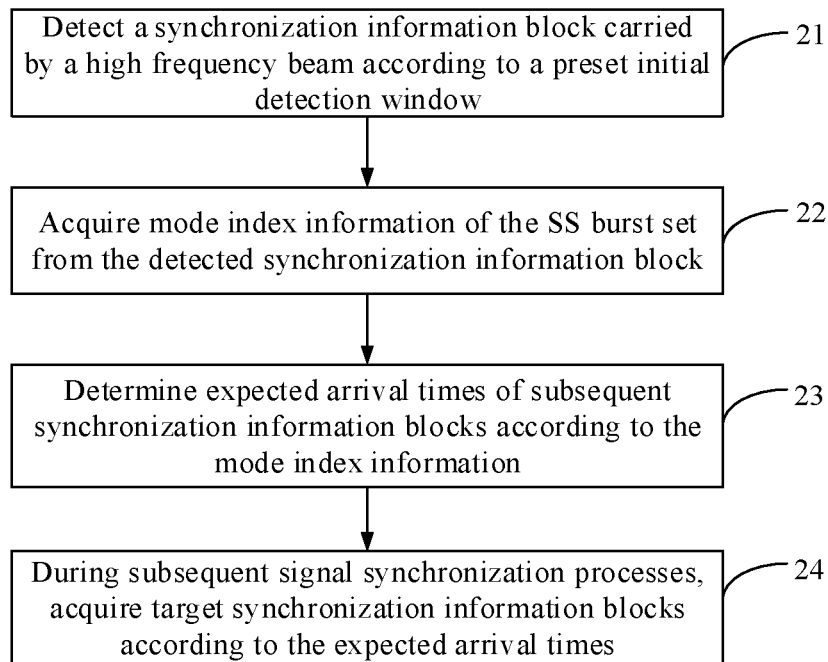 Detect a synchronization information block carried
by a high frequency beam according to a preset initial
detection window
21
Acquire mode index information of the SS burst set
from the detected synchronization information block
22
Determine expected arrival times of subsequent
synchronization information blocks according to the
mode index information
23
During subsequent signal synchronization processes,
acquire target synchronization information blocks
according to the expected arrival times
24